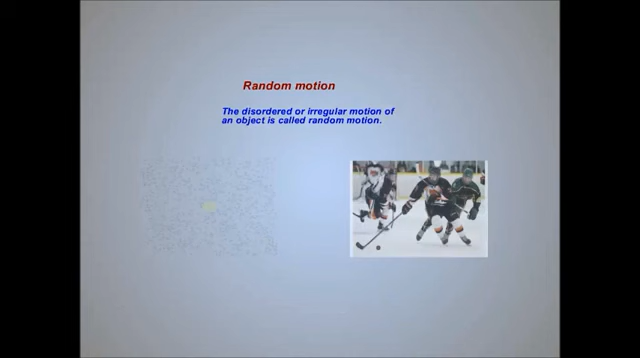 Random motion
The disordered or irregular motion of
an object is called random motion.